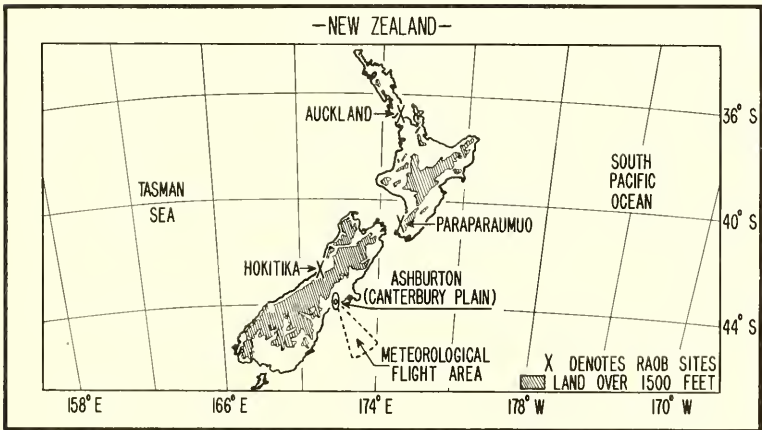 —NEW ZEALAND—
AUCKLAND
36° S
TASMAN
SEA
SOUTH
PACIFIC
OCEAN
40° S
PARAPARAUMUO
HOKITIKA
ASHBURTON
(CANTERBURY PLAIN)
44° S
METEOROLOGICAL
FLIGHT AREA
X DENOTES RAOB SITES
LAND OVER 1500 FEET
158° E
166° E
174° E
178° W
170° W